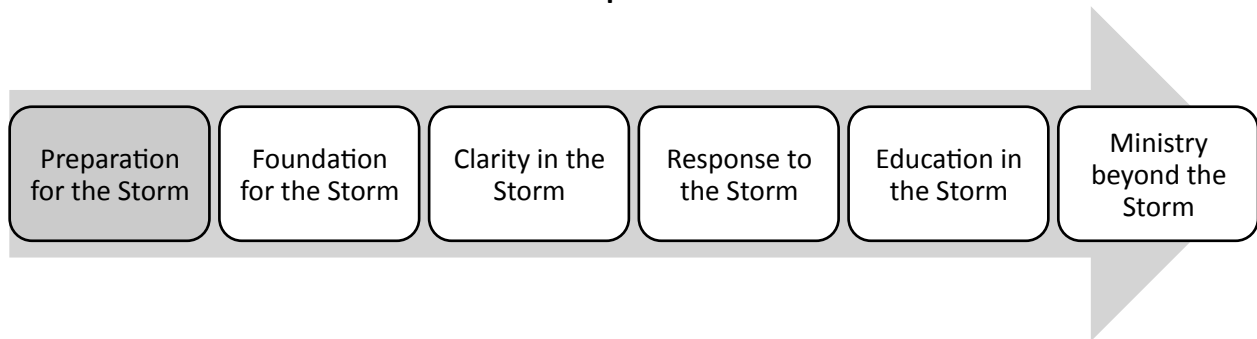 Preparation
for the Storm
Foundation
for the Storm
Clarity in the
Storm
Response to
the Storm
Education in
the Storm
Ministry
beyond the
Storm